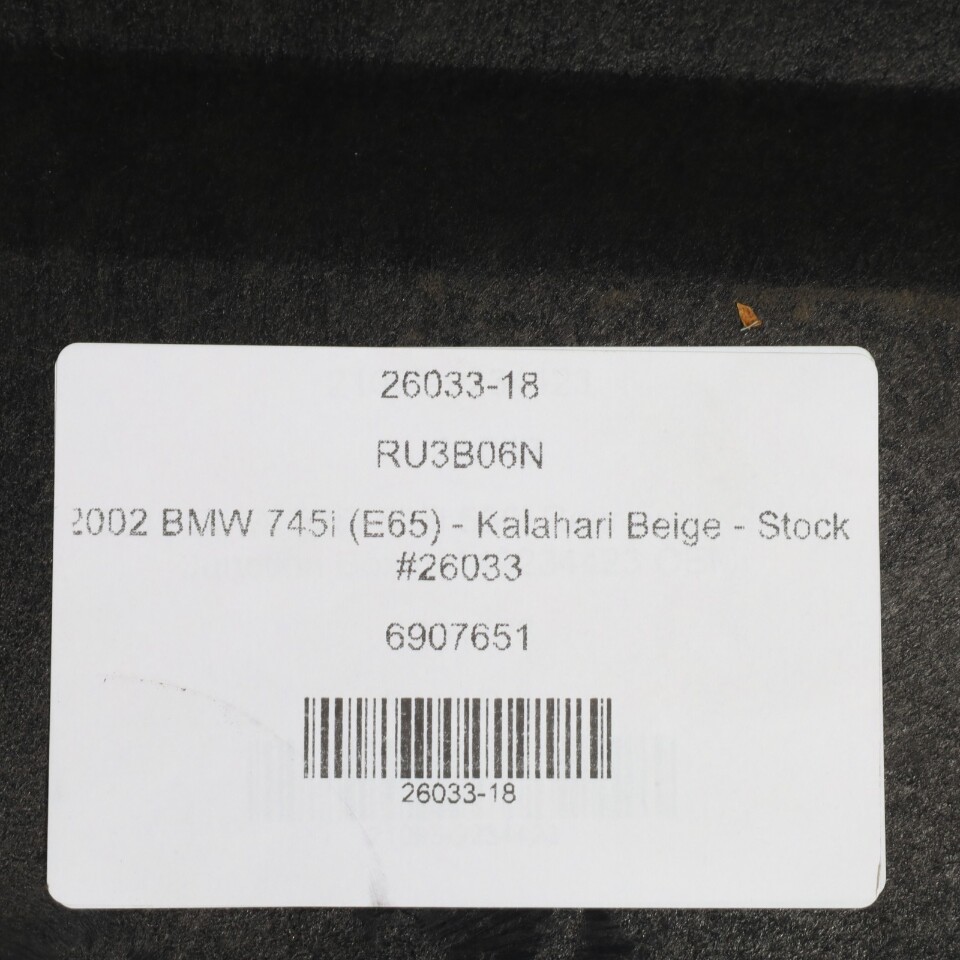 26033-18
RU3B06N
2002 BMW 745i (E65) - Kalahari Beige - Stock
#26033
6907651
26033-18